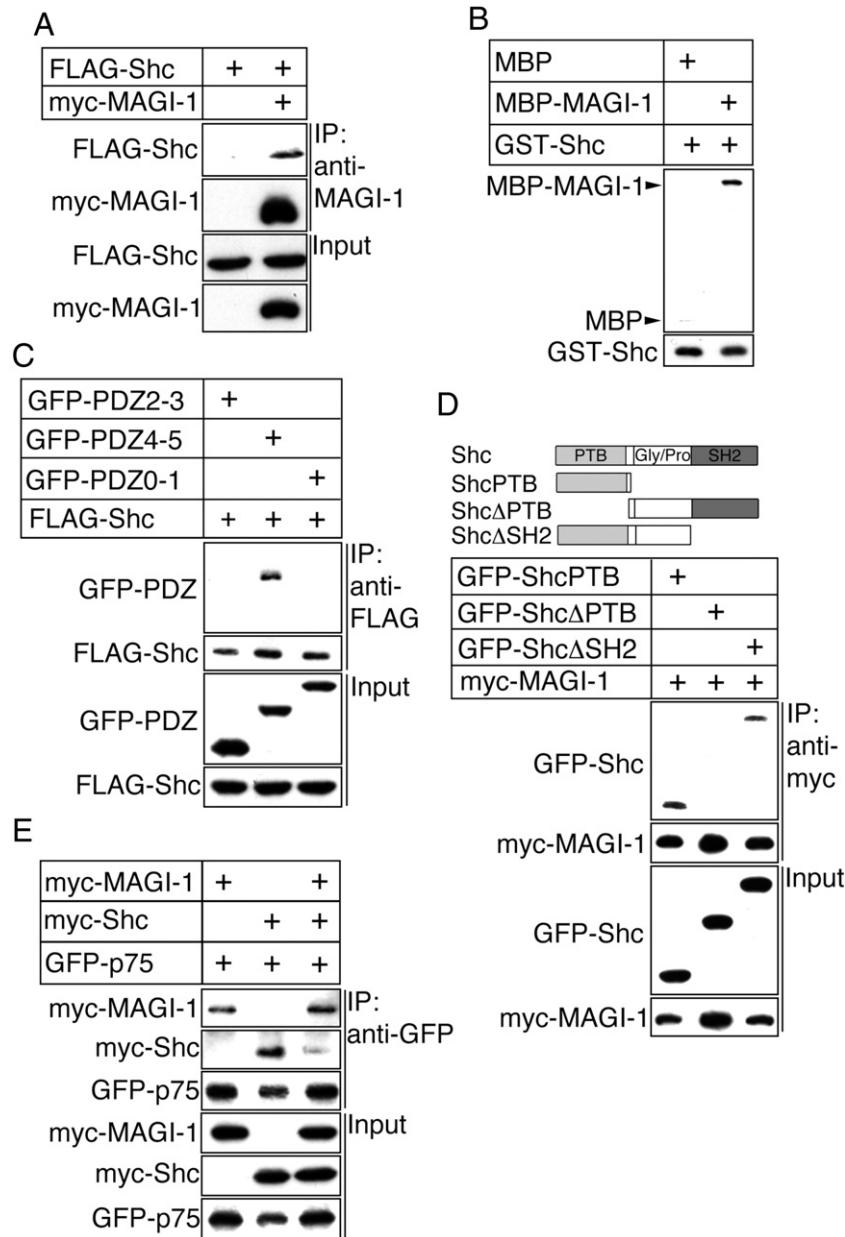 A
FLAG-Shc + +
myc-MAGI-1 +
FLAG-Shc
myc-MAGI-1
IP:
anti-
MAGI-1
FLAG-Shc
myc-MAGI-1
Input
B
MBP +
MBP-MAGI-1 +
GST-Shc + +
MBP-MAGI-1
MBP
GST-Shc
C
GFP-PDZ2-3 +
GFP-PDZ4-5 +
GFP-PDZ0-1 +
FLAG-Shc + + +
GFP-PDZ
FLAG-Shc
IP:
anti-
FLAG
GFP-PDZ
FLAG-Shc
Input
D
Shc PTB Gly/Pro SH2
ShcPTB
ShcΔPTB
ShcΔSH2
GFP-ShcPTB +
GFP-ShcΔPTB +
GFP-ShcΔSH2 +
myc-MAGI-1 + + +
GFP-Shc
myc-MAGI-1
IP:
anti-
myc
GFP-Shc
myc-MAGI-1
Input
E
myc-MAGI-1 + +
myc-Shc + +
GFP-p75 + + +
myc-MAGI-1
myc-Shc
GFP-p75
IP:
anti-GFP
myc-MAGI-1
myc-Shc
GFP-p75
Input